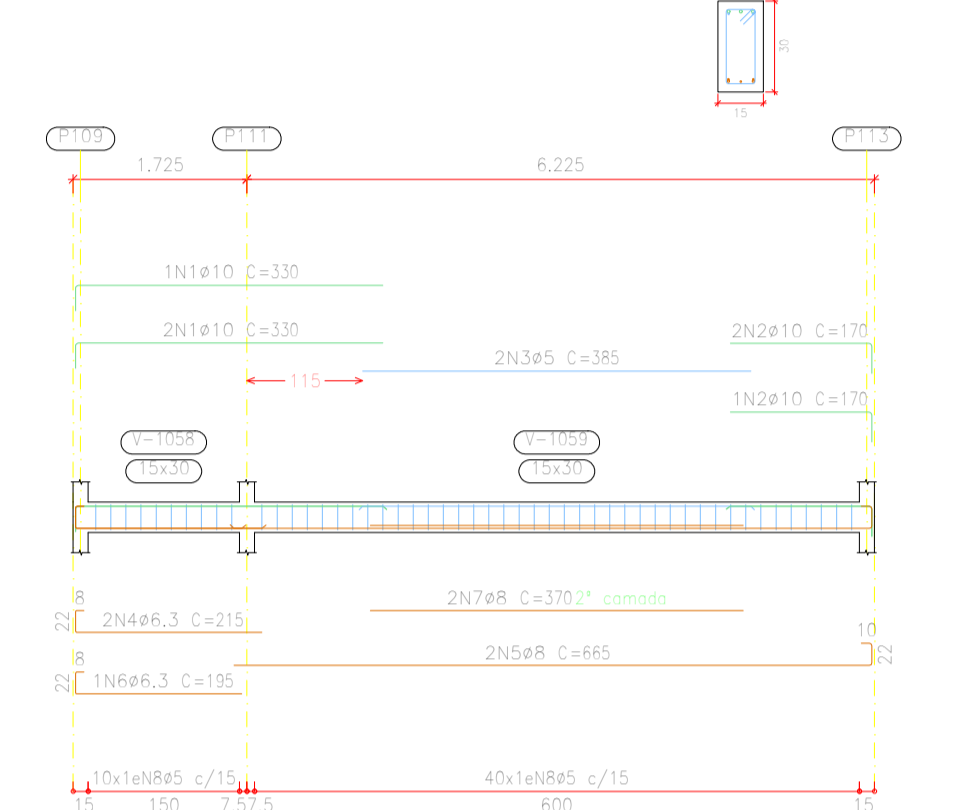 30
15
P109 P111 P113
1.725 6.225
1N1ø10 C=330
2N1ø10 C=330 2N2ø10 C=170
2N3ø5 C=385
115
1N2ø10 C=170
V-1058 V-1059
15x30 15x30
8 2N7ø8 C=370 2ª camada
22 2N4ø6.3 C=215 10
8 2N5ø8 C=665 22
22 1N6ø6.3 C=195
10x1eN8ø5 c/15 40x1eN8ø5 c/15
15 150 7.5 7.5 600 15